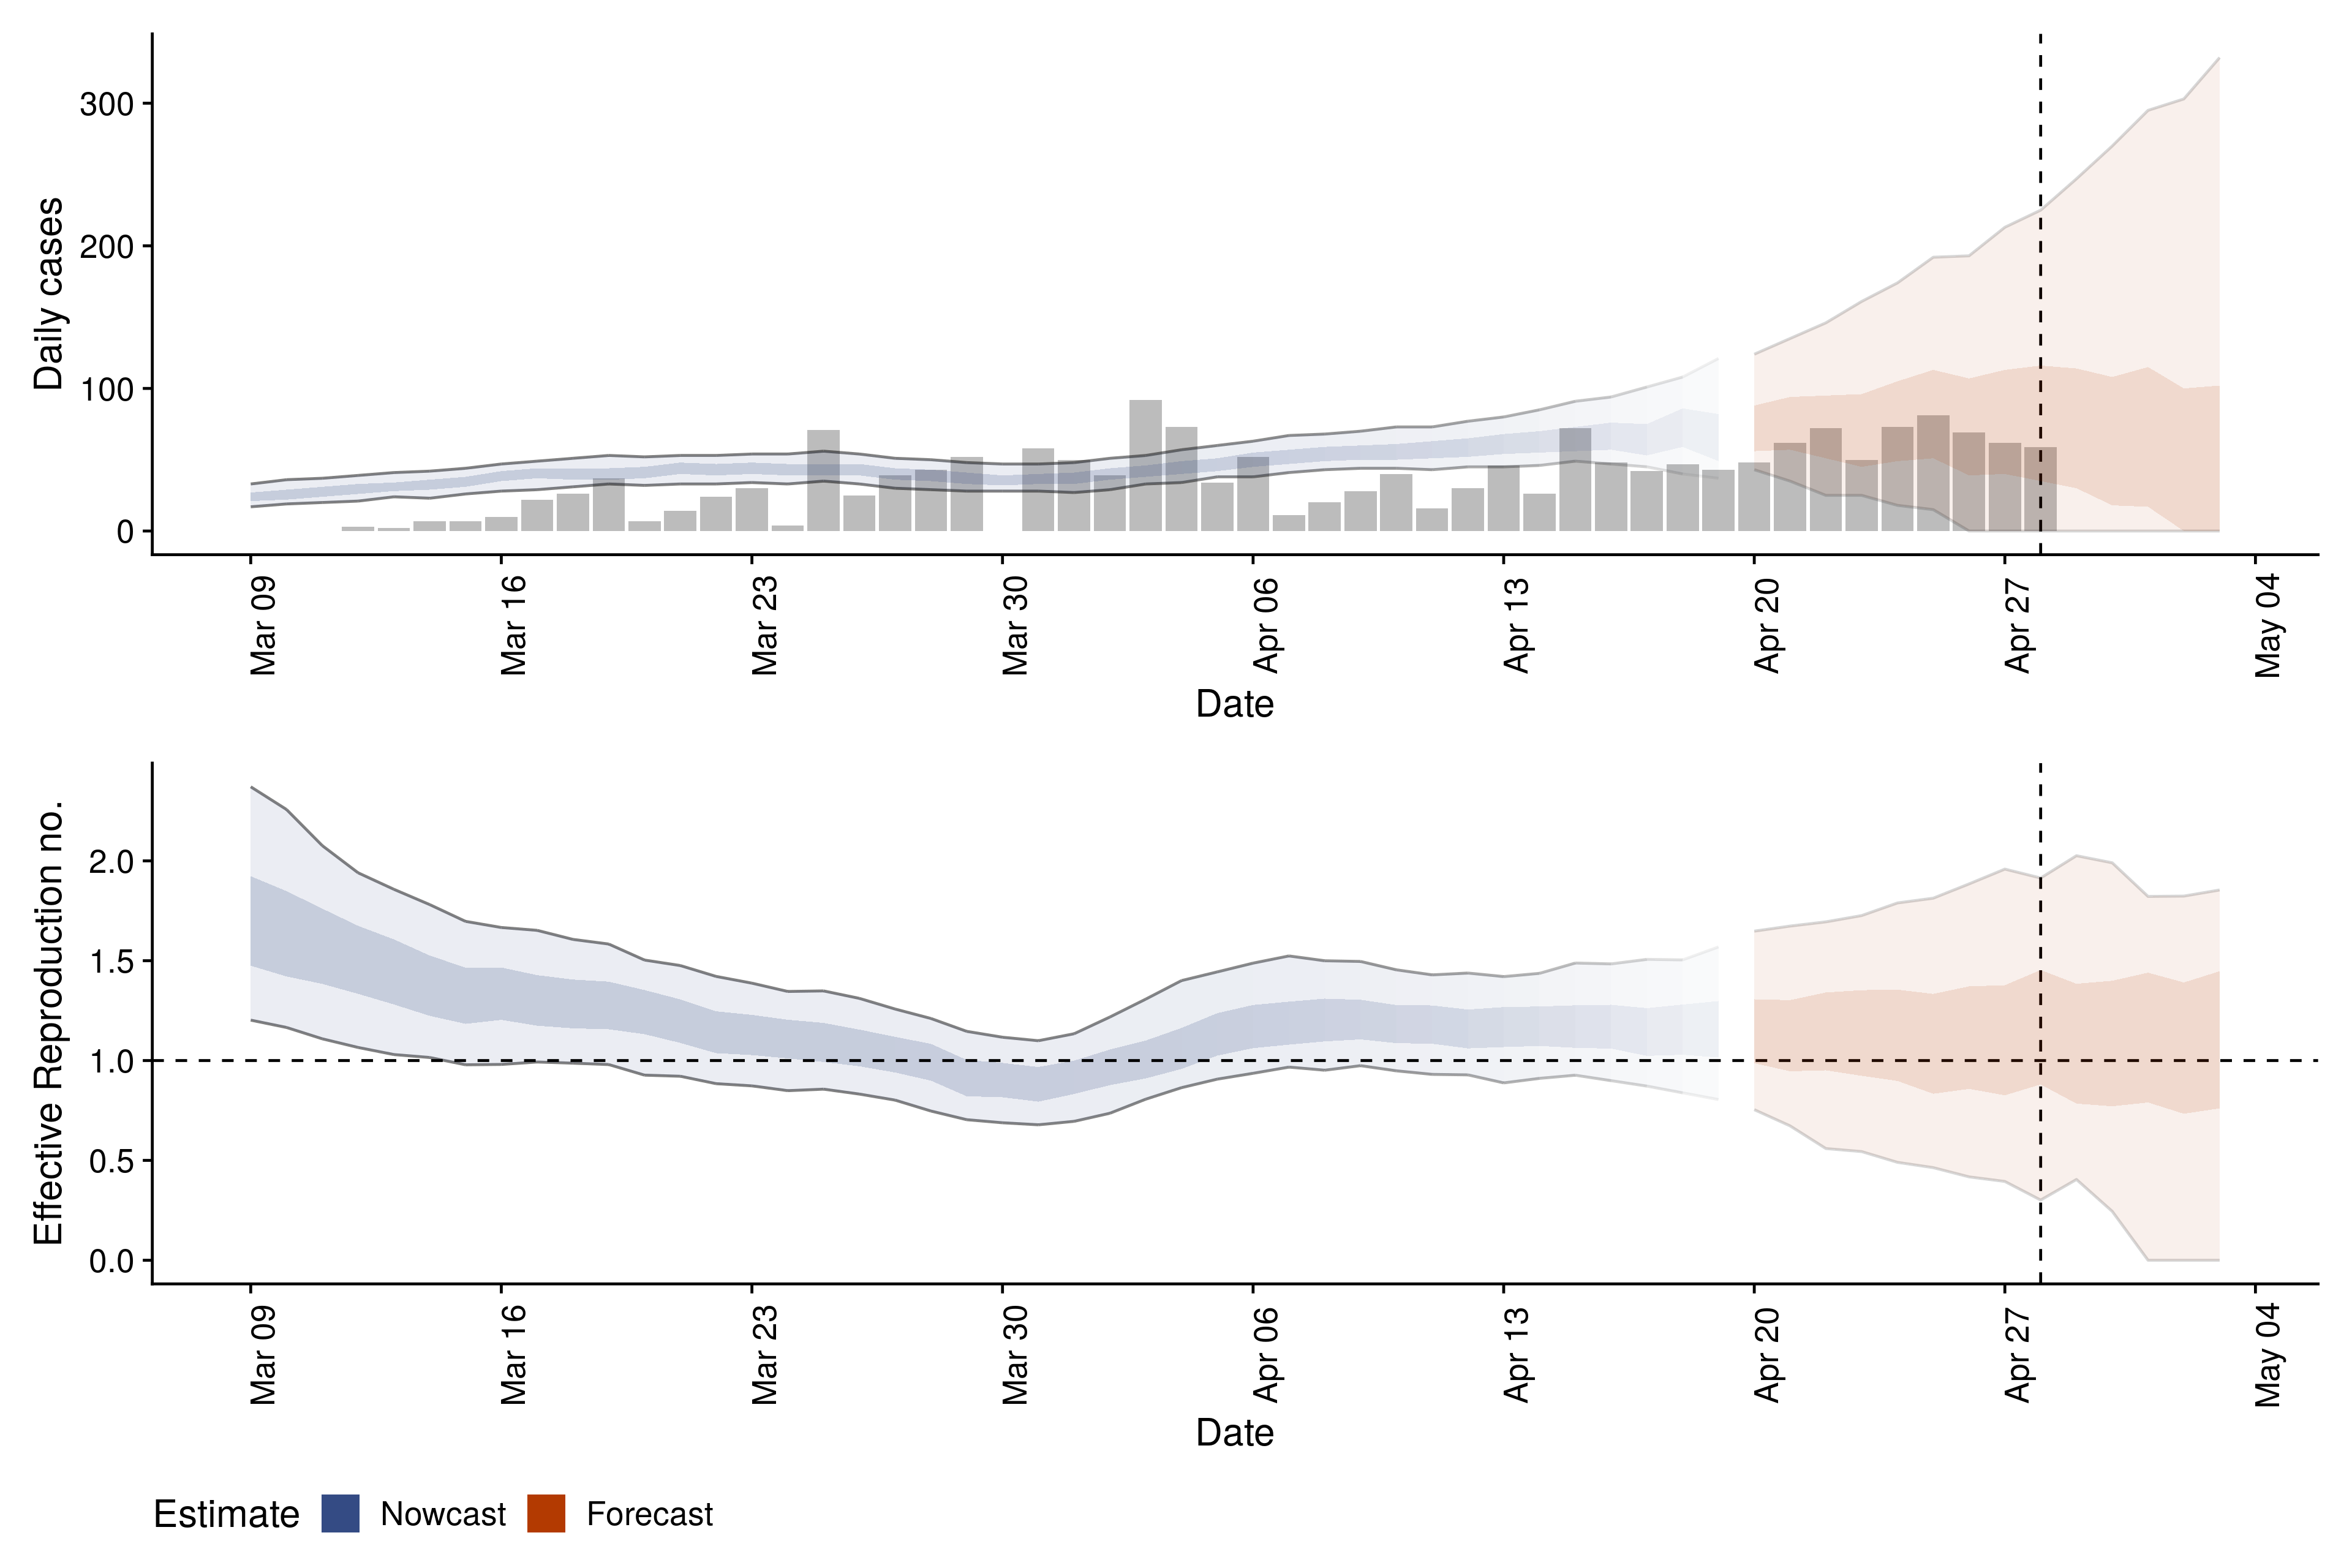 Daily cases
300
200
100
0
Mar 09
Mar 16
Mar 23
Mar 30
Apr 06
Apr 13
Apr 20
Apr 27
May 04
Date
Effective Reproduction no.
2.0
1.5
1.0
0.5
0.0
Mar 09
Mar 16
Mar 23
Mar 30
Apr 06
Apr 13
Apr 20
Apr 27
May 04
Date
Estimate Nowcast Forecast